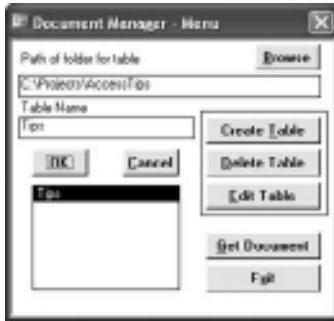 Document Manager - Menu
Path of folder for table
Browse
C:\Projects\AccessTips
Table Name
Tips
Create Table
OK
Cancel
Delete Table
Tips
Edit Table
Get Document
Exit